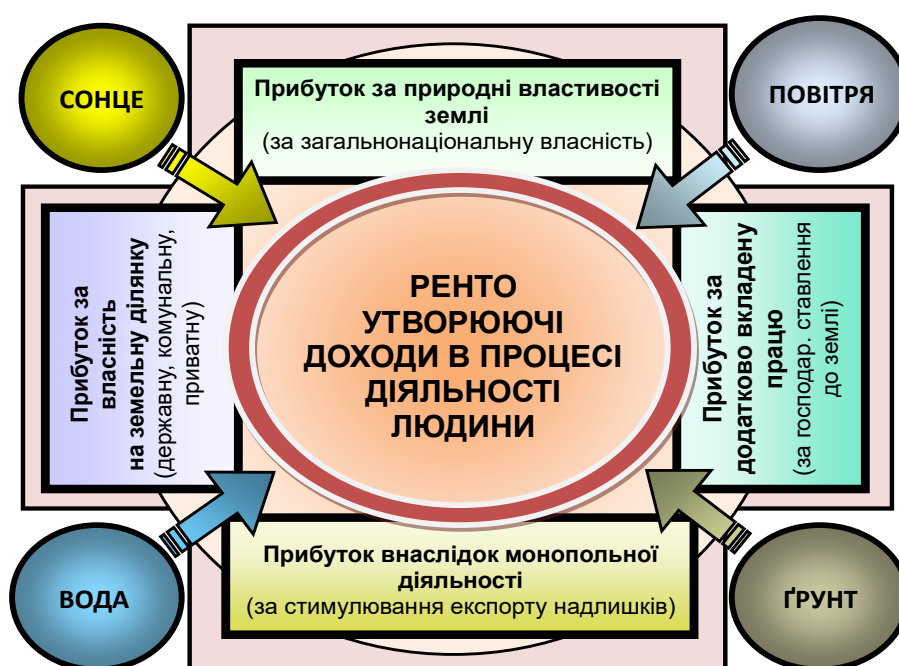 СОНЦЕ
Прибуток за природні властивості
землі
(за загальнонаціональну власність)
ПОВІТРЯ
Прибуток за
власність
на земельну ділянку
(державну, комунальну,
приватну)
РЕНТО
УТВОРЮЮЧІ
ДОХОДИ В ПРОЦЕСІ
ДІЯЛЬНОСТІ
ЛЮДИНИ
Прибуток за
додатково вкладену
працю
(за господар. ставлення
до землі)
ВОДА
Прибуток внаслідок монопольної
діяльності
(за стимулювання експорту надлишків)
ҐРУНТ